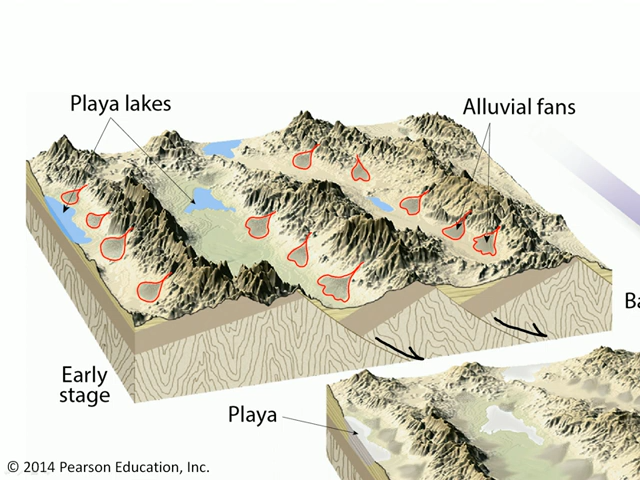 Playa lakes
Alluvial fans
Early
stage
Playa
© 2014 Pearson Education, Inc.